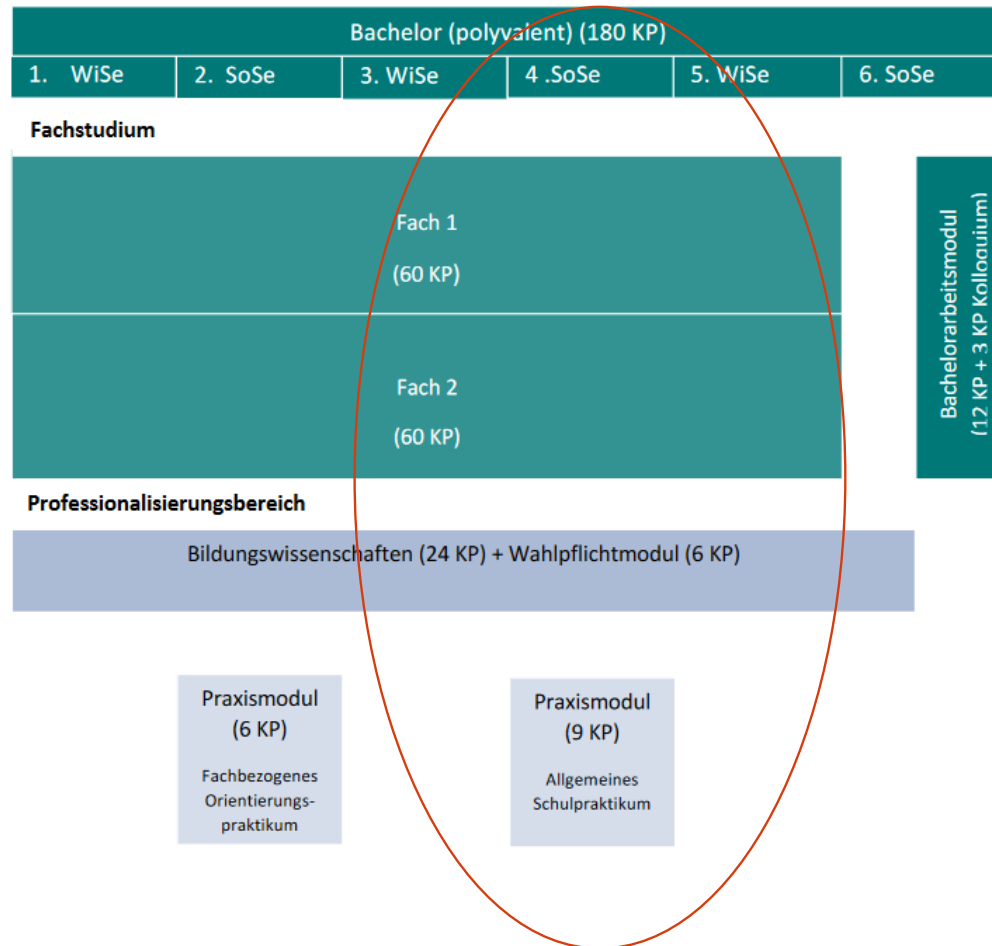 Bachelor (polyvalent) (180 KP)
1. WiSe
2. SoSe
3. WiSe
4 .SoSe
5. WiSe
6. SoSe
Fachstudium
Fach 1
(60 KP)
Fach 2
(60 KP)
Bachelorarbeitsmodul
(12 KP + 3 KP Kolloquium)
Professionalisierungsbereich
Bildungswissenschaften (24 KP) + Wahlpflichtmodul (6 KP)
Praxismodul
(6 KP)
Fachbezogenes
Orientierungs-
praktikum
Praxismodul
(9 KP)
Allgemeines
Schulpraktikum